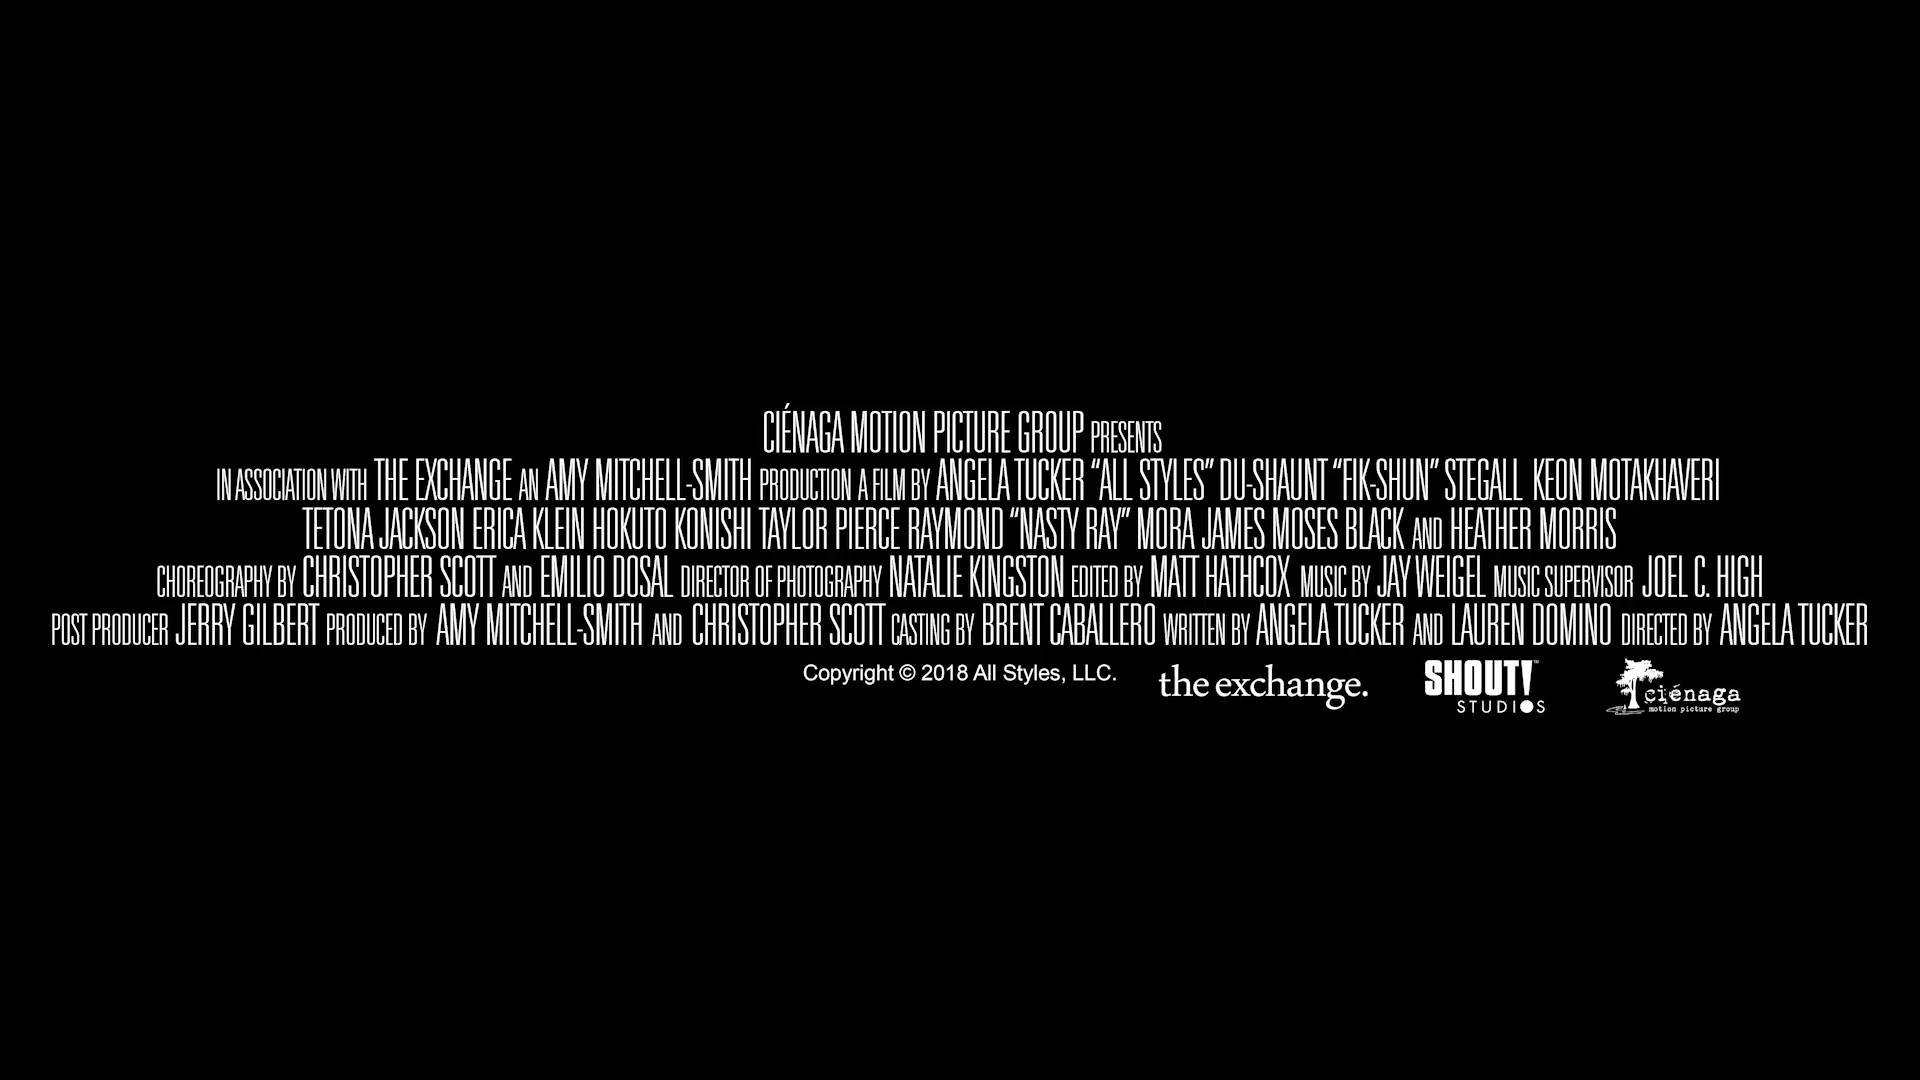 CIÉNAGA MOTION PICTURE GROUP PRESENTS
IN ASSOCIATION WITH THE EXCHANGE AN AMY MITCHELL-SMITH PRODUCTION A FILM BY ANGELA TUCKER “ALL STYLES” DU-SHAUNT “FIK-SHUN” STEGALL KEON MOTAKHAVERI
TETONA JACKSON ERICA KLEIN HOKUTO KONISHI TAYLOR PIERCE RAYMOND “NASTY RAY” MORA JAMES MOSES BLACK AND HEATHER MORRIS
CHOREOGRAPHY BY CHRISTOPHER SCOTT AND EMILIO DOSAL DIRECTOR OF PHOTOGRAPHY NATALIE KINGSTON EDITED BY MATT HATHCOX MUSIC BY JAY WEIGEL MUSIC SUPERVISOR JOEL C. HIGH
POST PRODUCER JERRY GILBERT PRODUCED BY AMY MITCHELL-SMITH AND CHRISTOPHER SCOTT CASTING BY BRENT CABALLERO WRITTEN BY ANGELA TUCKER AND LAUREN DOMINO DIRECTED BY ANGELA TUCKER
Copyright © 2018 All Styles, LLC.
the exchange.
SHOUT!™
STUDIOS
ciénaga
motion picture group